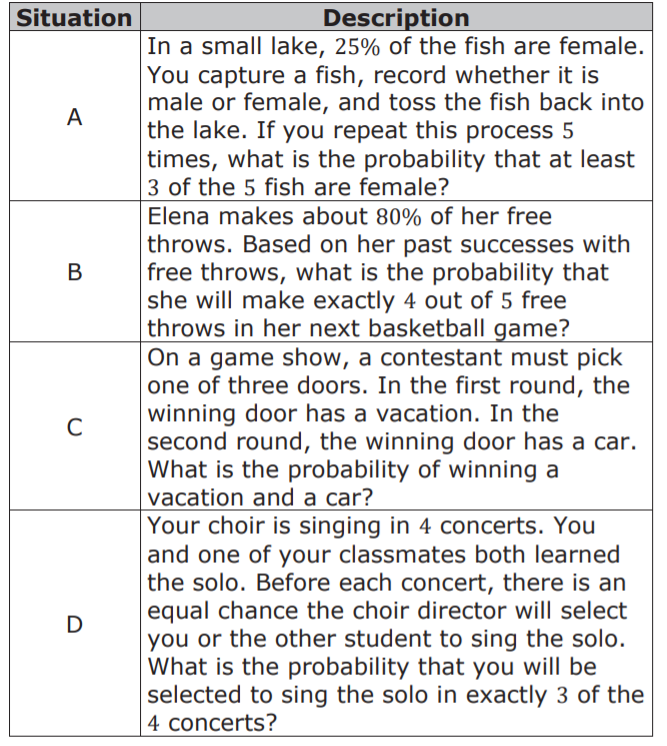 Situation Description
A
In a small lake, 25% of the fish are female.
You capture a fish, record whether it is
male or female, and toss the fish back into
the lake. If you repeat this process 5
times, what is the probability that at least
3 of the 5 fish are female?
B
Elena makes about 80% of her free
throws. Based on her past successes with
free throws, what is the probability that
she will make exactly 4 out of 5 free
throws in her next basketball game?
C
On a game show, a contestant must pick
one of three doors. In the first round, the
winning door has a vacation. In the
second round, the winning door has a car.
What is the probability of winning a
vacation and a car?
D
Your choir is singing in 4 concerts. You
and one of your classmates both learned
the solo. Before each concert, there is an
equal chance the choir director will select
you or the other student to sing the solo.
What is the probability that you will be
selected to sing the solo in exactly 3 of the
4 concerts?